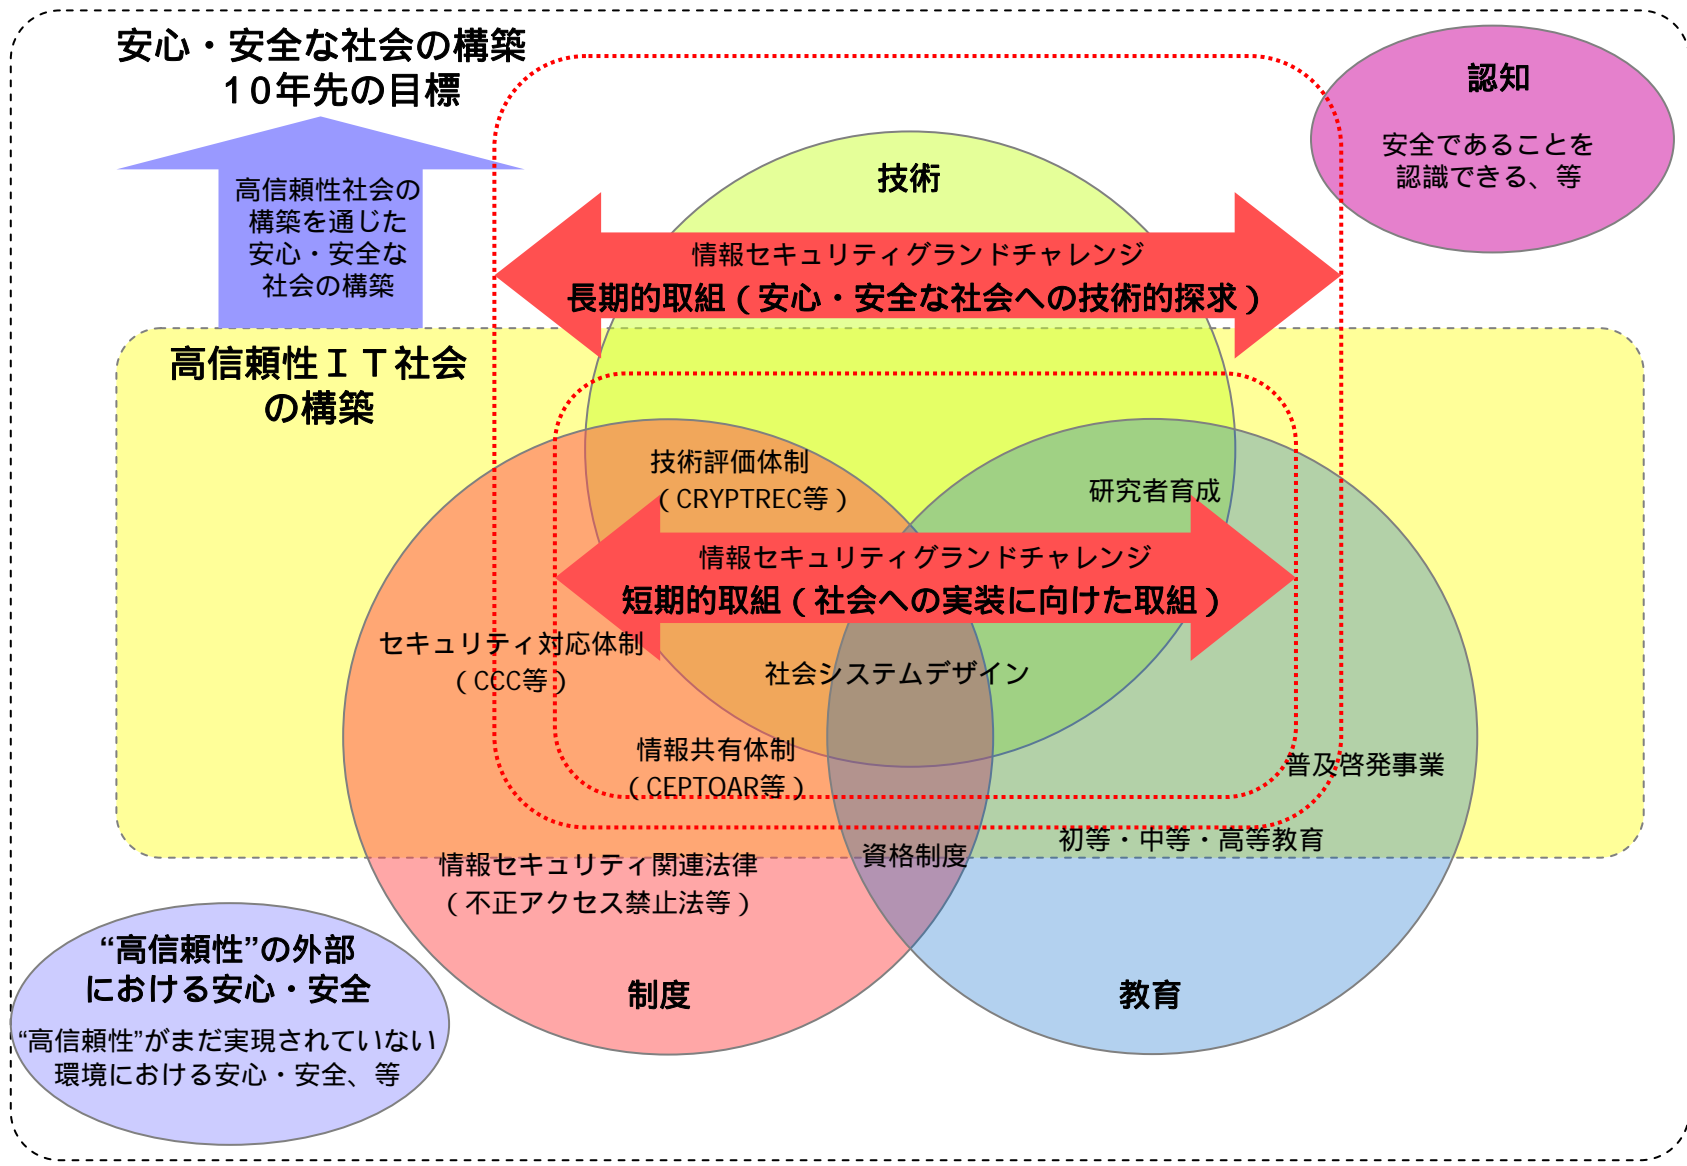 安心・安全な社会の構築
10年先の目標
認知
安全であることを
認識できる、等
高信頼性社会の
構築を通じた
安心・安全な
社会の構築
技術
情報セキュリティグランドチャレンジ
長期的取組（安心・安全な社会への技術的探求）
高信頼性ＩＴ社会
の構築
技術評価体制
（CRYPTREC等）
研究者育成
情報セキュリティグランドチャレンジ
短期的取組（社会への実装に向けた取組）
セキュリティ対応体制
（CCC等）
社会システムデザイン
情報共有体制
（CEPTOAR等）
普及啓発事業
初等・中等・高等教育
資格制度
情報セキュリティ関連法律
（不正アクセス禁止法等）
“高信頼性”の外部
における安心・安全
“高信頼性”がまだ実現されていない
環境における安心・安全、等
制度
教育